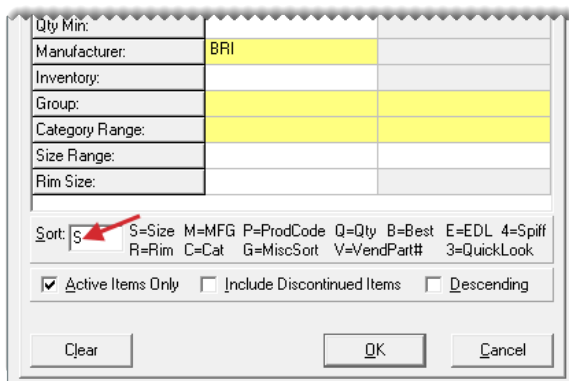 Qty Min:
Manufacturer: BRI
Inventory:
Group:
Category Range:
Size Range:
Rim Size:
Sort: S S=Size M=MFG P=ProdCode Q=Qty B=Best E=EDL 4=Spiff
R=Rim C=Cat G=MiscSort V=VendPart# 3=QuickLook
Active Items Only Include Discontinued Items Descending
Clear OK Cancel